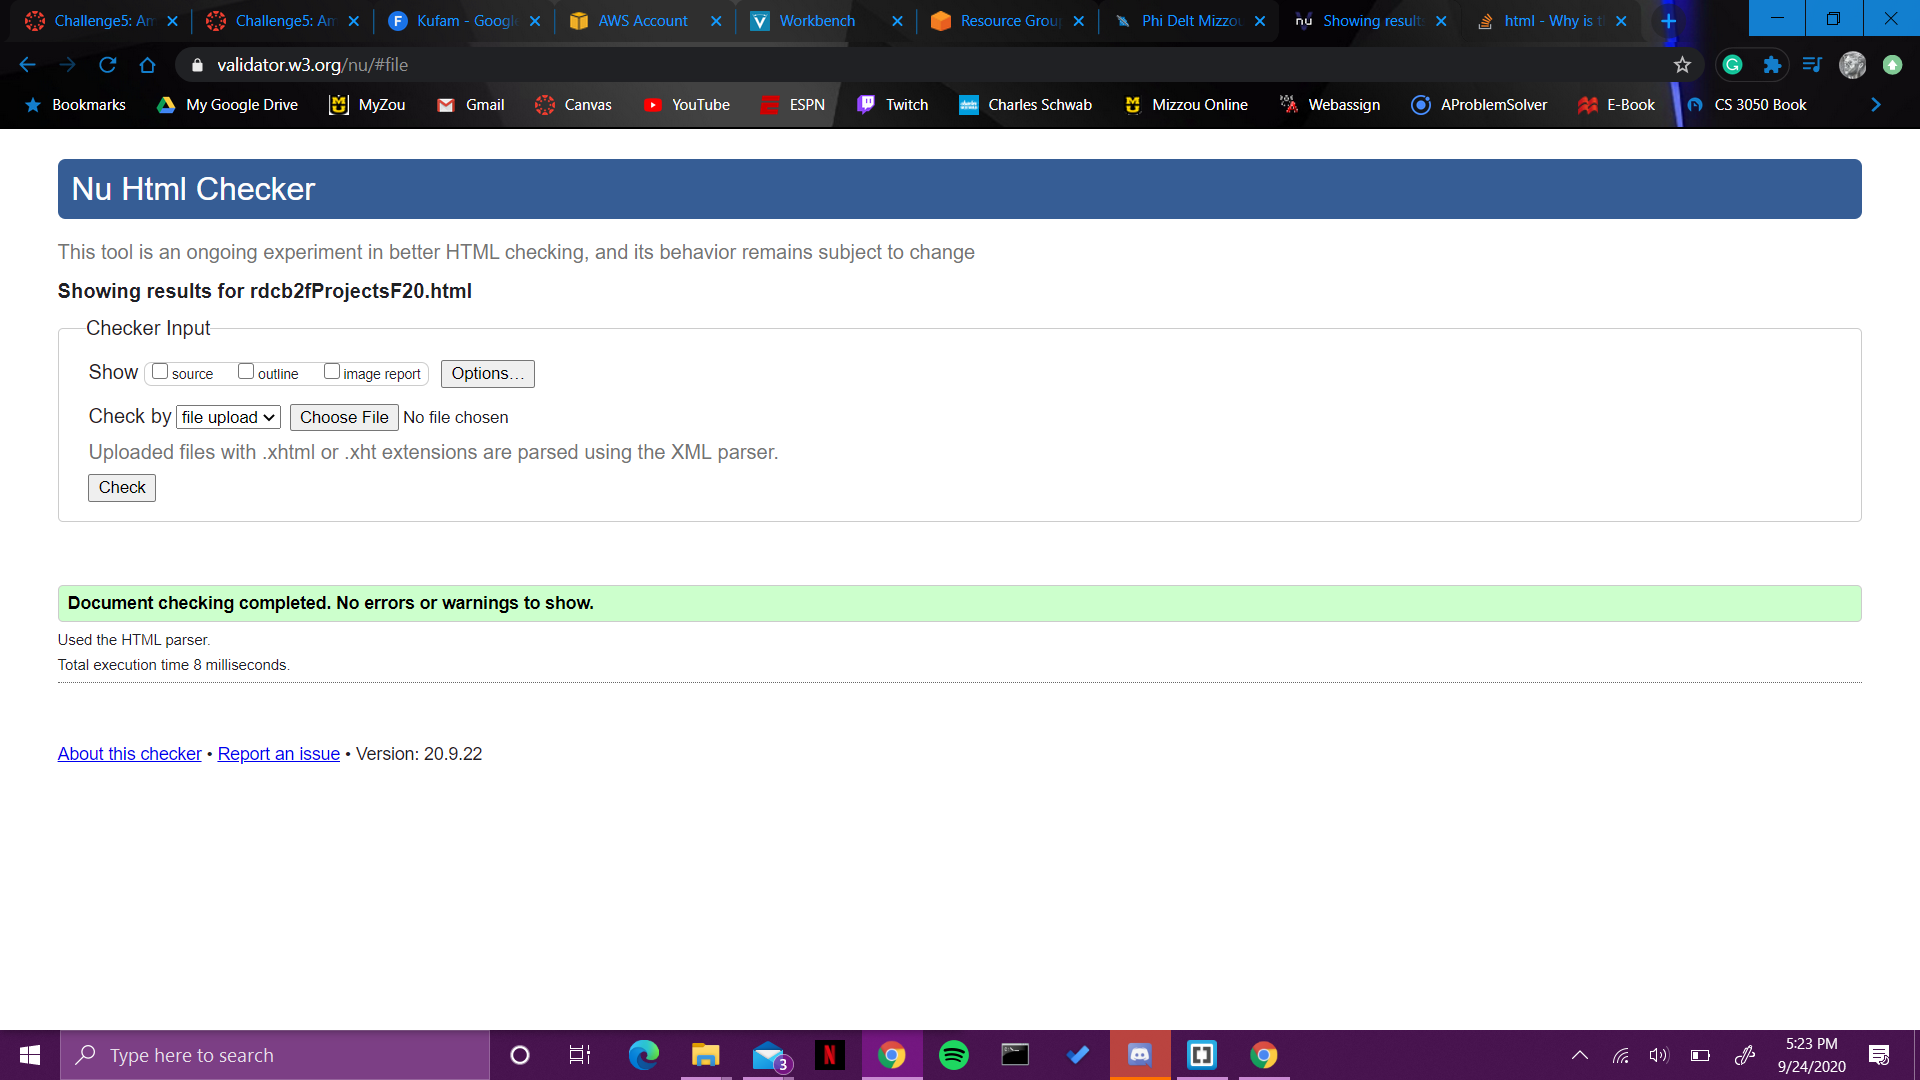 Challenge5: Am
Challenge5: Am
Kufam - Google
AWS Account
Workbench
Resource Group
Phi Delt Mizzou
Showing results
html - Why is t
validator.w3.org/nu/#file
Bookmarks
My Google Drive
MyZou
Gmail
Canvas
YouTube
ESPN
Twitch
Charles Schwab
Mizzou Online
Webassign
AProblemSolver
E-Book
CS 3050 Book
Nu Html Checker
This tool is an ongoing experiment in better HTML checking, and its behavior remains subject to change
Showing results for rdcb2fProjectsF20.html
Checker Input
Show source outline image report Options...
Check by file upload Choose File No file chosen
Uploaded files with .xhtml or .xht extensions are parsed using the XML parser.
Check
Document checking completed. No errors or warnings to show.
Used the HTML parser.
Total execution time 8 milliseconds.
About this checker • Report an issue • Version: 20.9.22
Type here to search
3
5:23 PM
9/24/2020